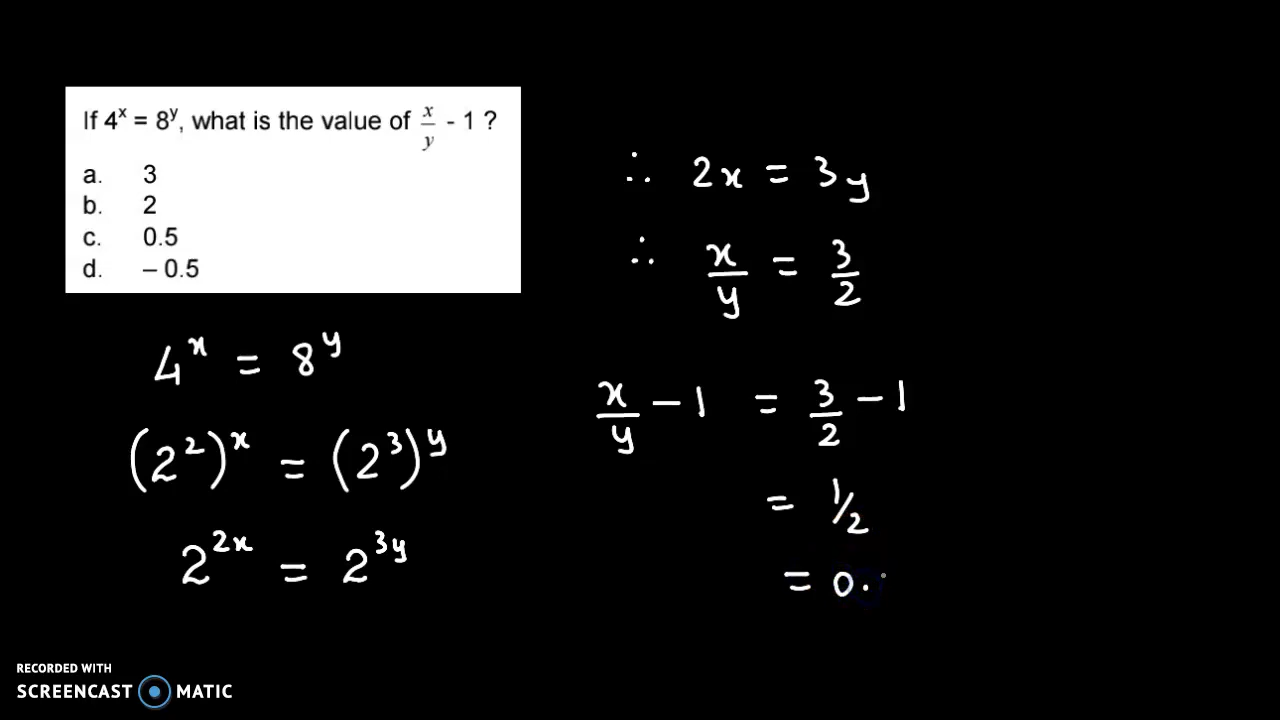 If 4ˣ = 8ʸ, what is the value of x/y - 1 ?
a. 3
b. 2
c. 0.5
d. – 0.5
4ˣ = 8ʸ
(2²)ˣ = (2³)ʸ
2²ˣ = 2³ʸ
∴ 2x = 3y
∴ x/y = 3/2
x/y - 1 = 3/2 - 1
= 1/2
= 0.
RECORDED WITH
SCREENCAST MATIC